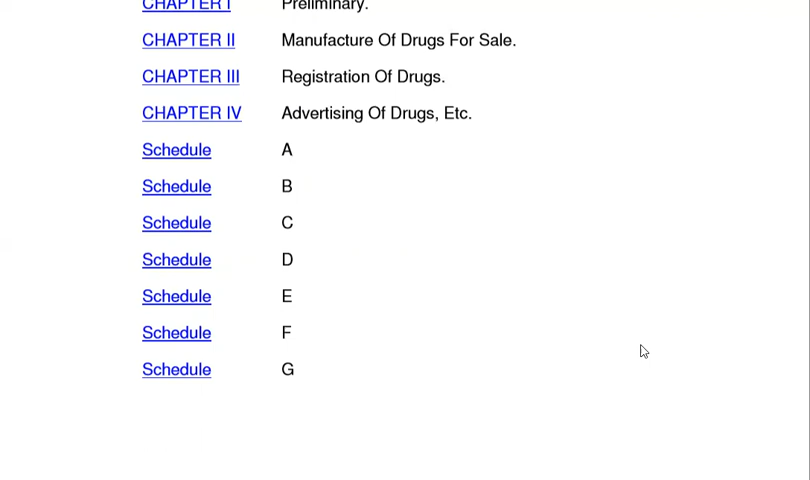 CHAPTER I Preliminary.
CHAPTER II Manufacture Of Drugs For Sale.
CHAPTER III Registration Of Drugs.
CHAPTER IV Advertising Of Drugs, Etc.
Schedule A
Schedule B
Schedule C
Schedule D
Schedule E
Schedule F
Schedule G